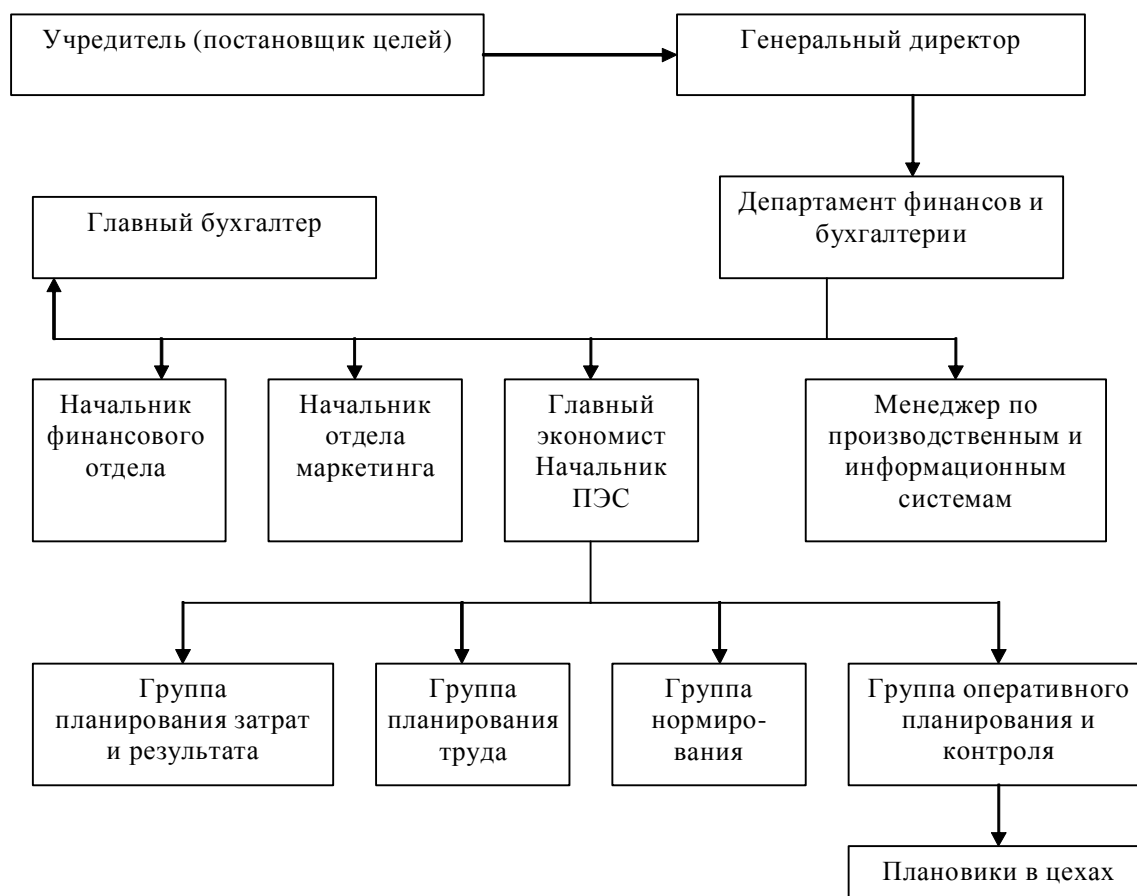 Учредитель (постановщик целей)
Генеральный директор
Главный бухгалтер
Департамент финансов и
бухгалтерии
Начальник
финансового
отдела
Начальник
отдела
маркетинга
Главный
экономист
Начальник
ПЭС
Менеджер по
производственным и
информационным
системам
Группа
планирования затрат
и результата
Группа
планирования
труда
Группа
нормиро-
вания
Группа оперативного
планирования и
контроля
Плановики в цехах